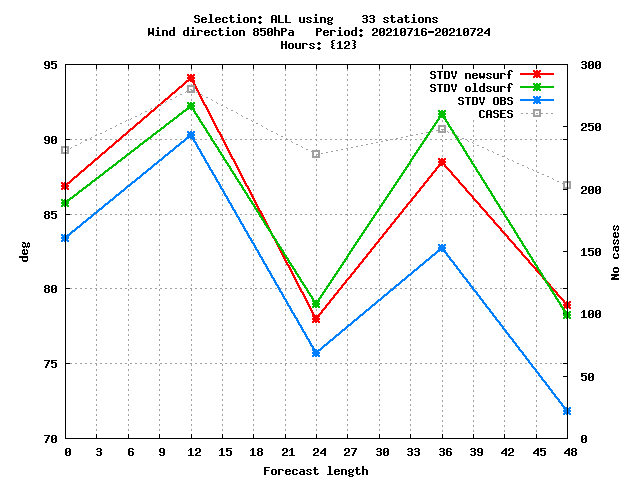 Selection: ALL using    33 stations
Wind direction 850hPa   Period: 20210716-20210724
Hours: {12}
95
90
85
80
75
70
300
250
200
150
100
50
0
deg
No cases
STDV newsurf
STDV oldsurf
STDV OBS
CASES
0 3 6 9 12 15 18 21 24 27 30 33 36 39 42 45 48
Forecast length